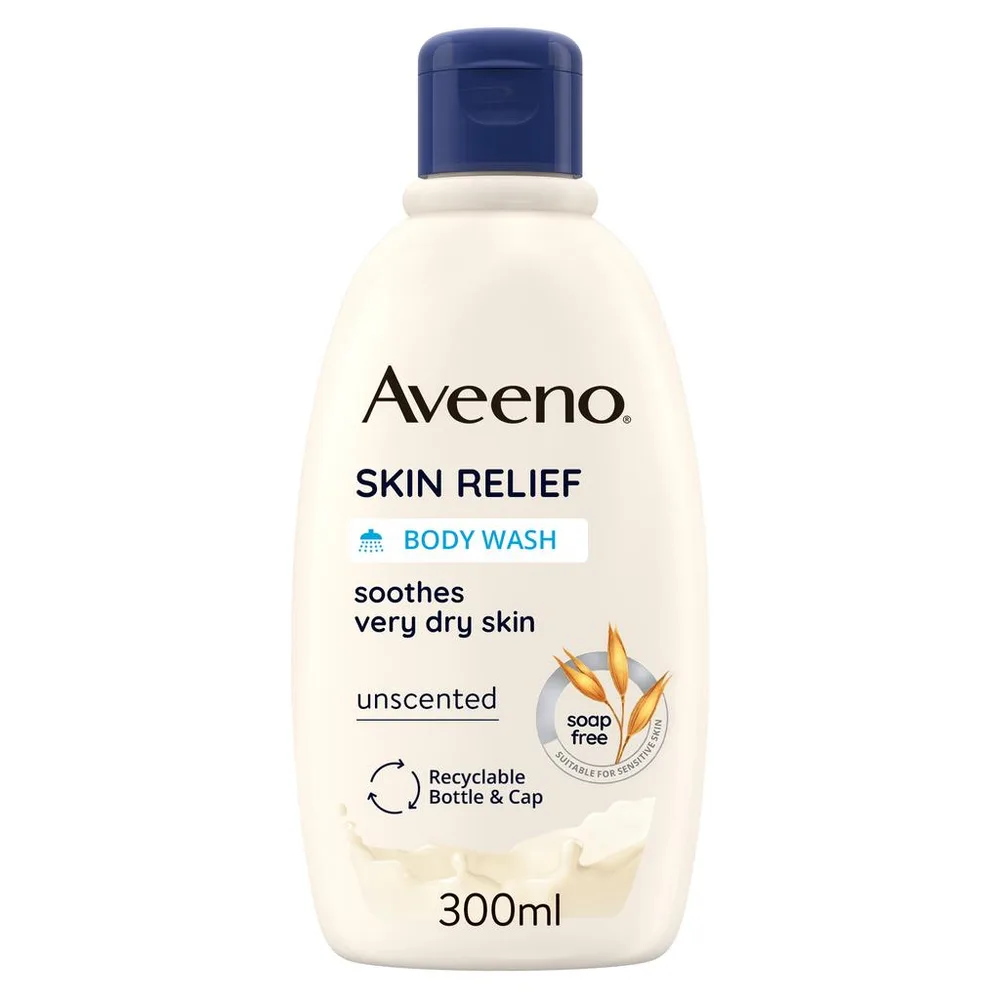 Aveeno®
SKIN RELIEF
BODY WASH
soothes
very dry skin
unscented
soap
free
SUITABLE FOR SENSITIVE SKIN
Recyclable
Bottle & Cap
300ml